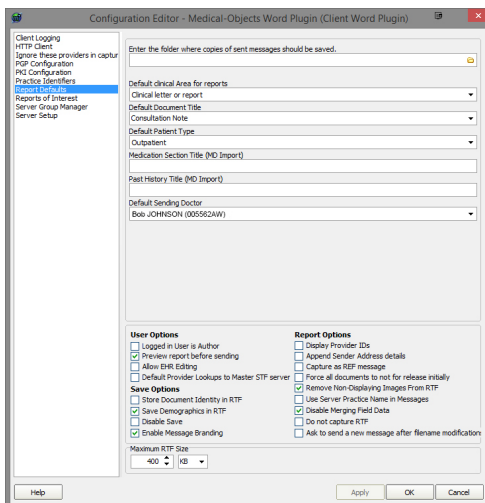 Configuration Editor - Medical-Objects Word Plugin (Client Word Plugin)
Client Logging
HTTP Client
Ignore these providers in captur
PGP Configuration
PKI Configuration
Practice Identifiers
Report Defaults
Reports of Interest
Server Group Manager
Server Setup
Enter the folder where copies of sent messages should be saved.
Default clinical Area for reports
Clinical letter or report
Default Document Title
Consultation Note
Default Patient Type
Outpatient
Medication Section Title (MD Import)
Past History Title (MD Import)
Default Sending Doctor
Bob JOHNSON (005562AW)
User Options
Logged in User is Author
Preview report before sending
Allow EHR Editing
Default Provider Lookups to Master STF server
Save Options
Store Document Identity in RTF
Save Demographics in RTF
Disable Save
Enable Message Branding
Report Options
Display Provider IDs
Append Sender Address details
Capture as REF message
Force all documents to not for release initially
Remove Non-Displaying Images From RTF
Use Server Practice Name in Messages
Disable Merging Field Data
Do not capture RTF
Ask to send a new message after filename modification
Maximum RTF Size
400 KB
Help
Apply
OK
Cancel